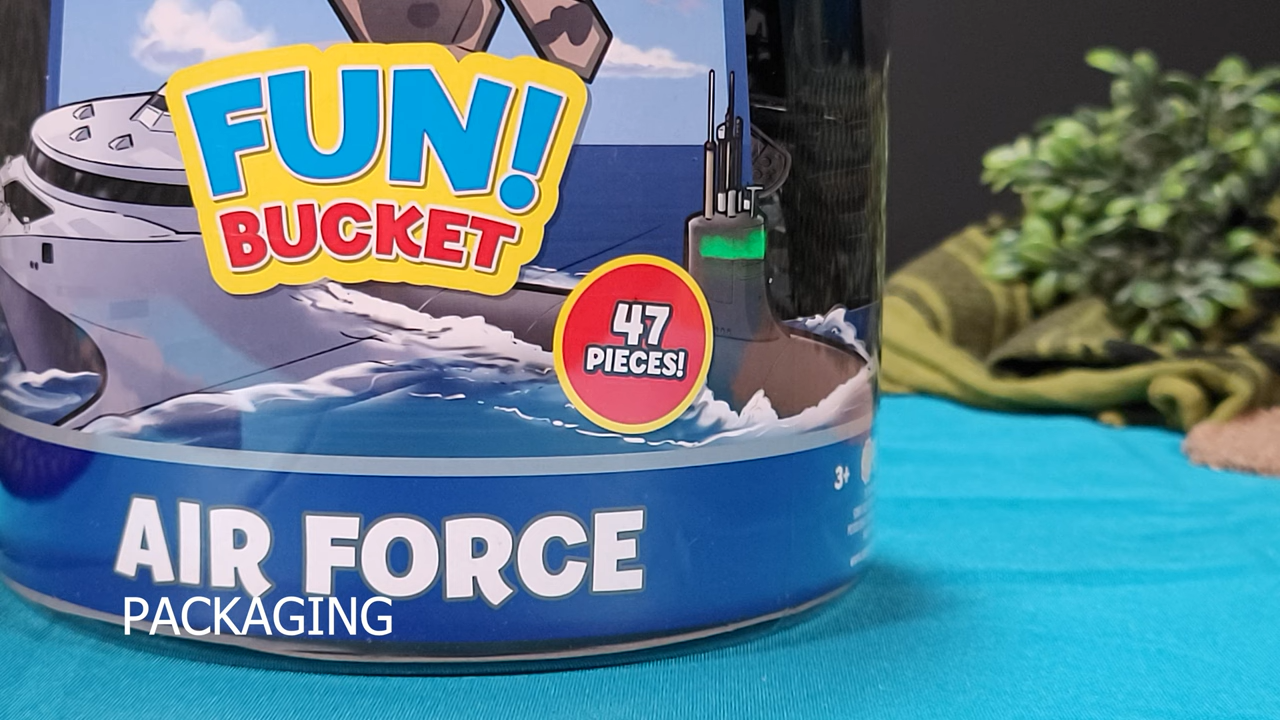 FUN!
BUCKET
47
PIECES!
3+
AIR FORCE
PACKAGING